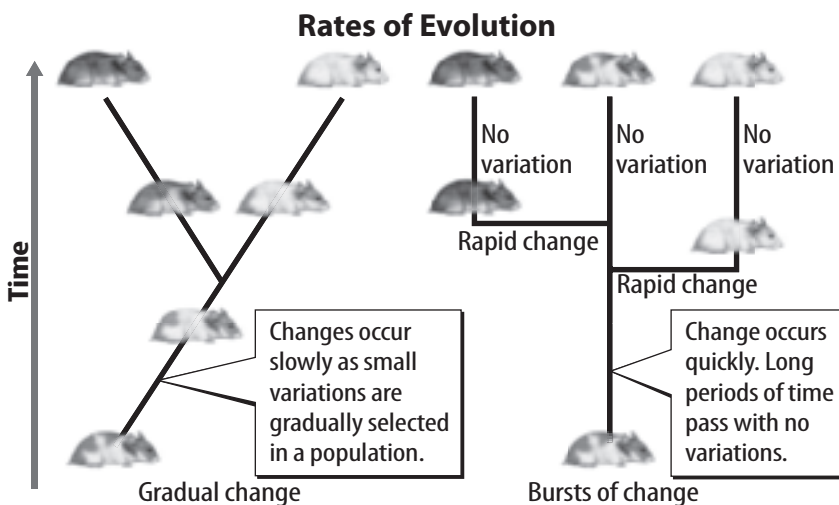 Rates of Evolution
Time
Changes occur
slowly as small
variations are
gradually selected
in a population.
Gradual change
No
variation
No
variation
No
variation
Rapid change
Rapid change
Change occurs
quickly. Long
periods of time
pass with no
variations.
Bursts of change